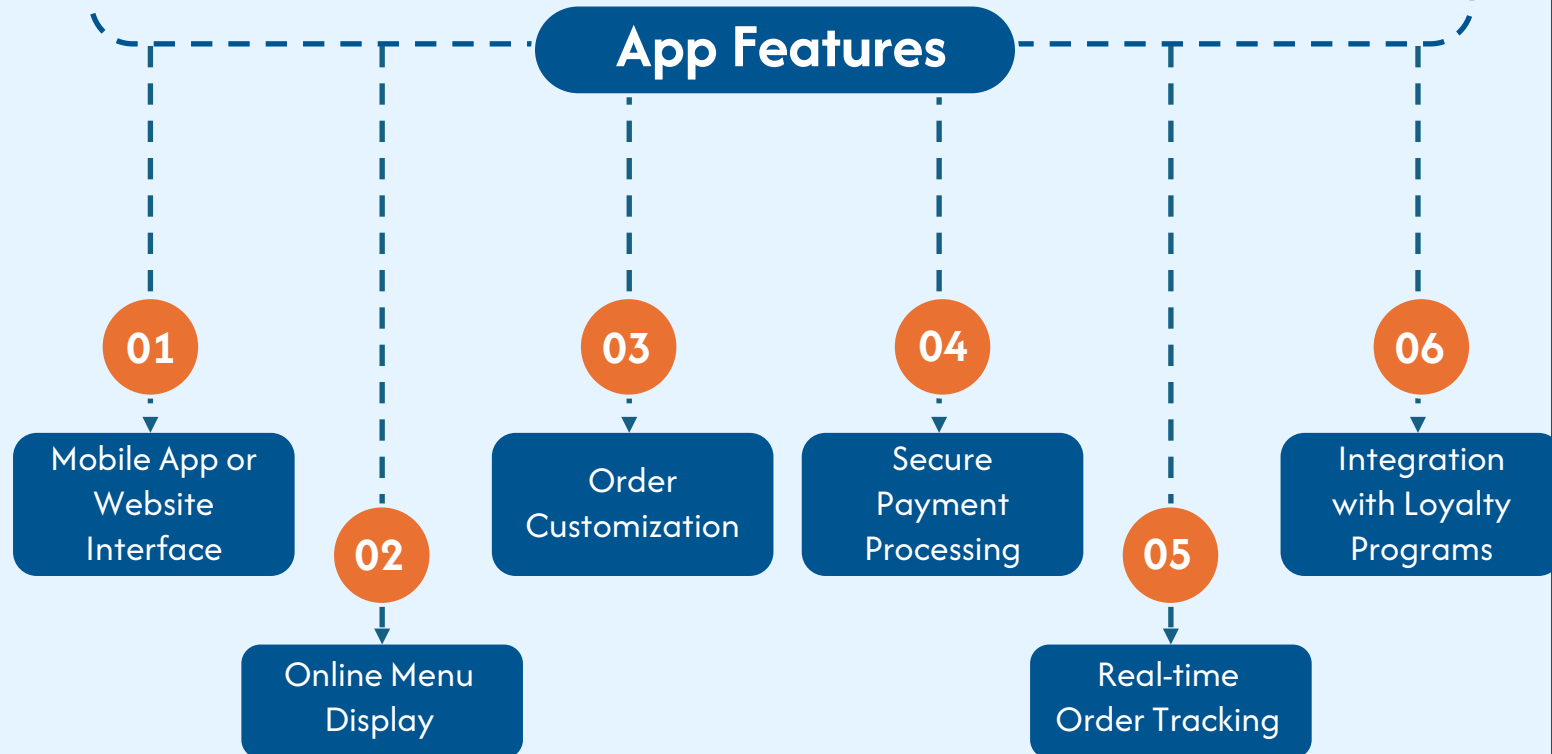 App Features
01
Mobile App or
Website
Interface
02
Online Menu
Display
03
Order
Customization
04
Secure
Payment
Processing
05
Real-time
Order Tracking
06
Integration
with Loyalty
Programs